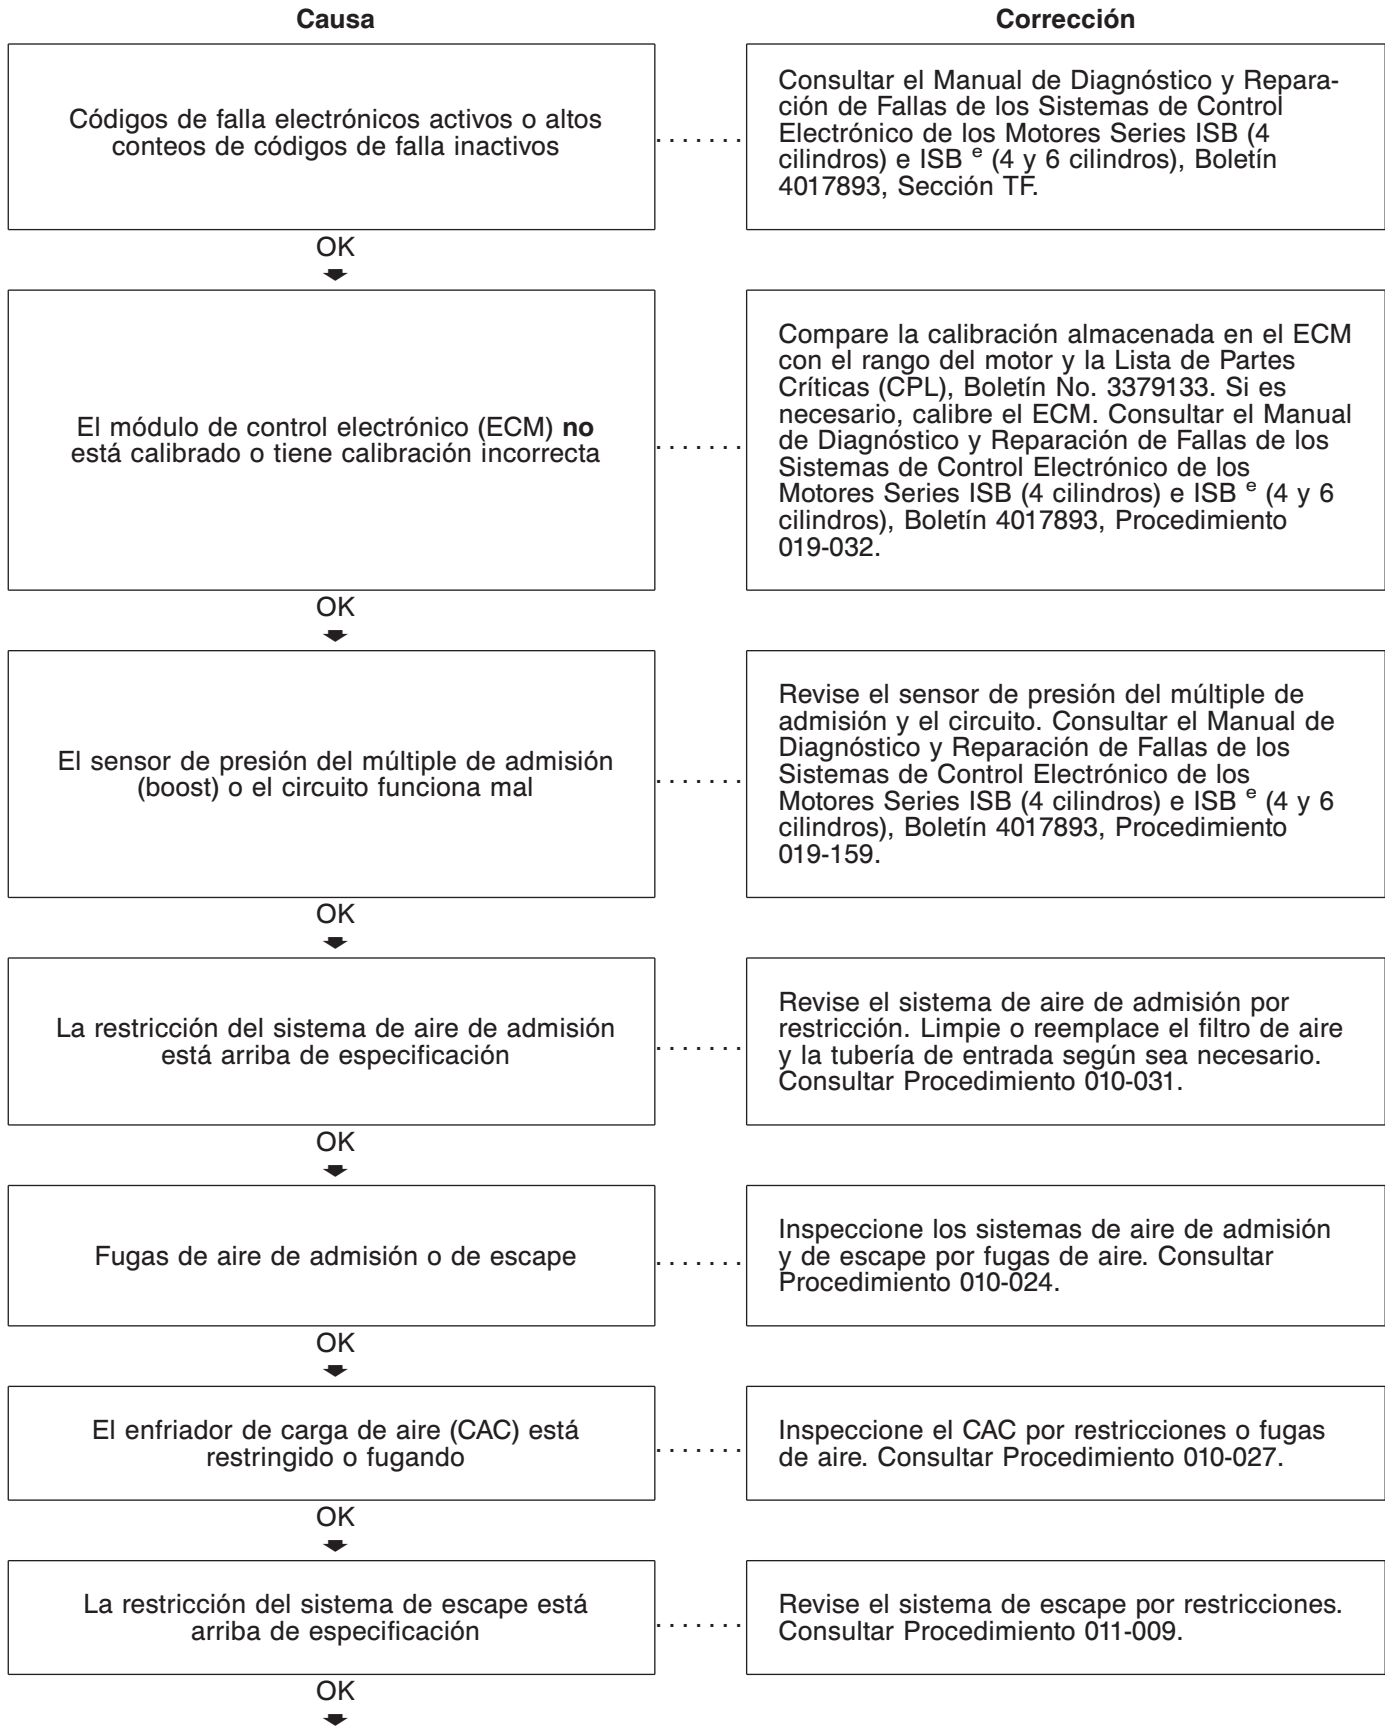 Causa
Corrección
Códigos de falla electrónicos activos o altos
conteos de códigos de falla inactivos
. . . . . . .
Consultar el Manual de Diagnóstico y Repara-
ción de Fallas de los Sistemas de Control
Electrónico de los Motores Series ISB (4
cilindros) e ISB e (4 y 6 cilindros), Boletín
4017893, Sección TF.
OK
El módulo de control electrónico (ECM) no
está calibrado o tiene calibración incorrecta
. . . . . . .
Compare la calibración almacenada en el ECM
con el rango del motor y la Lista de Partes
Críticas (CPL), Boletín No. 3379133. Si es
necesario, calibre el ECM. Consultar el Manual
de Diagnóstico y Reparación de Fallas de los
Sistemas de Control Electrónico de los
Motores Series ISB (4 cilindros) e ISB e (4 y 6
cilindros), Boletín 4017893, Procedimiento
019-032.
OK
El sensor de presión del múltiple de admisión
(boost) o el circuito funciona mal
. . . . . . .
Revise el sensor de presión del múltiple de
admisión y el circuito. Consultar el Manual de
Diagnóstico y Reparación de Fallas de los
Sistemas de Control Electrónico de los
Motores Series ISB (4 cilindros) e ISB e (4 y 6
cilindros), Boletín 4017893, Procedimiento
019-159.
OK
La restricción del sistema de aire de admisión
está arriba de especificación
. . . . . . .
Revise el sistema de aire de admisión por
restricción. Limpie o reemplace el filtro de aire
y la tubería de entrada según sea necesario.
Consultar Procedimiento 010-031.
OK
Fugas de aire de admisión o de escape
. . . . . . .
Inspeccione los sistemas de aire de admisión
y de escape por fugas de aire. Consultar
Procedimiento 010-024.
OK
El enfriador de carga de aire (CAC) está
restringido o fugando
. . . . . . .
Inspeccione el CAC por restricciones o fugas
de aire. Consultar Procedimiento 010-027.
OK
La restricción del sistema de escape está
arriba de especificación
. . . . . . .
Revise el sistema de escape por restricciones.
Consultar Procedimiento 011-009.
OK